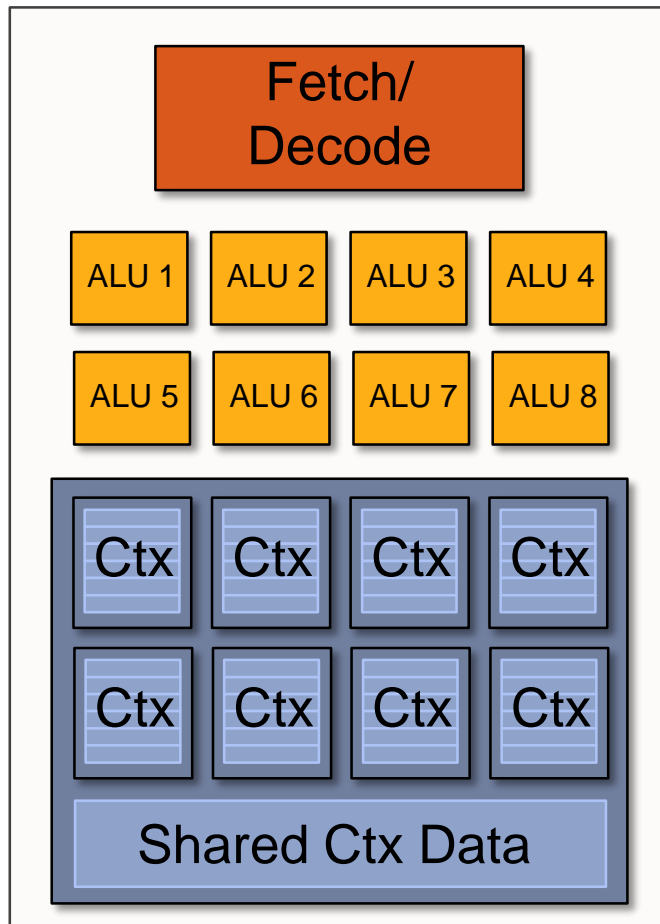 Fetch/
Decode
ALU 1 ALU 2 ALU 3 ALU 4
ALU 5 ALU 6 ALU 7 ALU 8
Ctx Ctx Ctx Ctx
Ctx Ctx Ctx Ctx
Shared Ctx Data